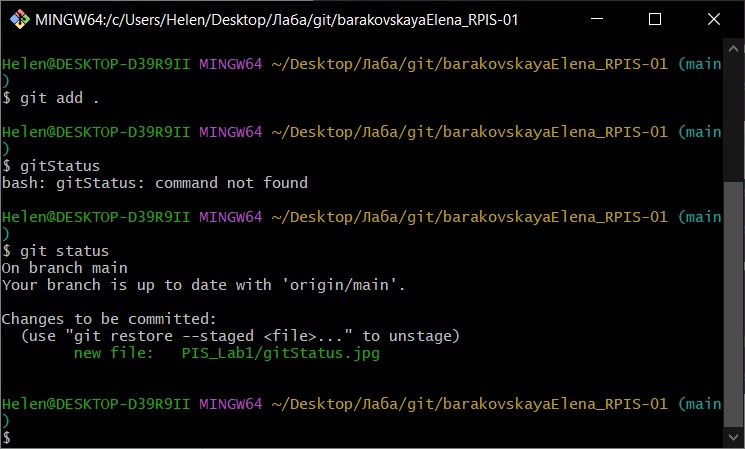 MINGW64:/c/Users/Helen/Desktop/Лаба/git/barakovskayaElena_RPIS-01
Helen@DESKTOP-D39R9II MINGW64 ~/Desktop/Лаба/git/barakovskayaElena_RPIS-01 (main
)
$ git add .
Helen@DESKTOP-D39R9II MINGW64 ~/Desktop/Лаба/git/barakovskayaElena_RPIS-01 (main
)
$ gitStatus
bash: gitStatus: command not found
Helen@DESKTOP-D39R9II MINGW64 ~/Desktop/Лаба/git/barakovskayaElena_RPIS-01 (main
)
$ git status
On branch main
Your branch is up to date with 'origin/main'.
Changes to be committed:
  (use "git restore --staged <file>..." to unstage)
        new file:   PIS_Lab1/gitStatus.jpg
Helen@DESKTOP-D39R9II MINGW64 ~/Desktop/Лаба/git/barakovskayaElena_RPIS-01 (main
)
$